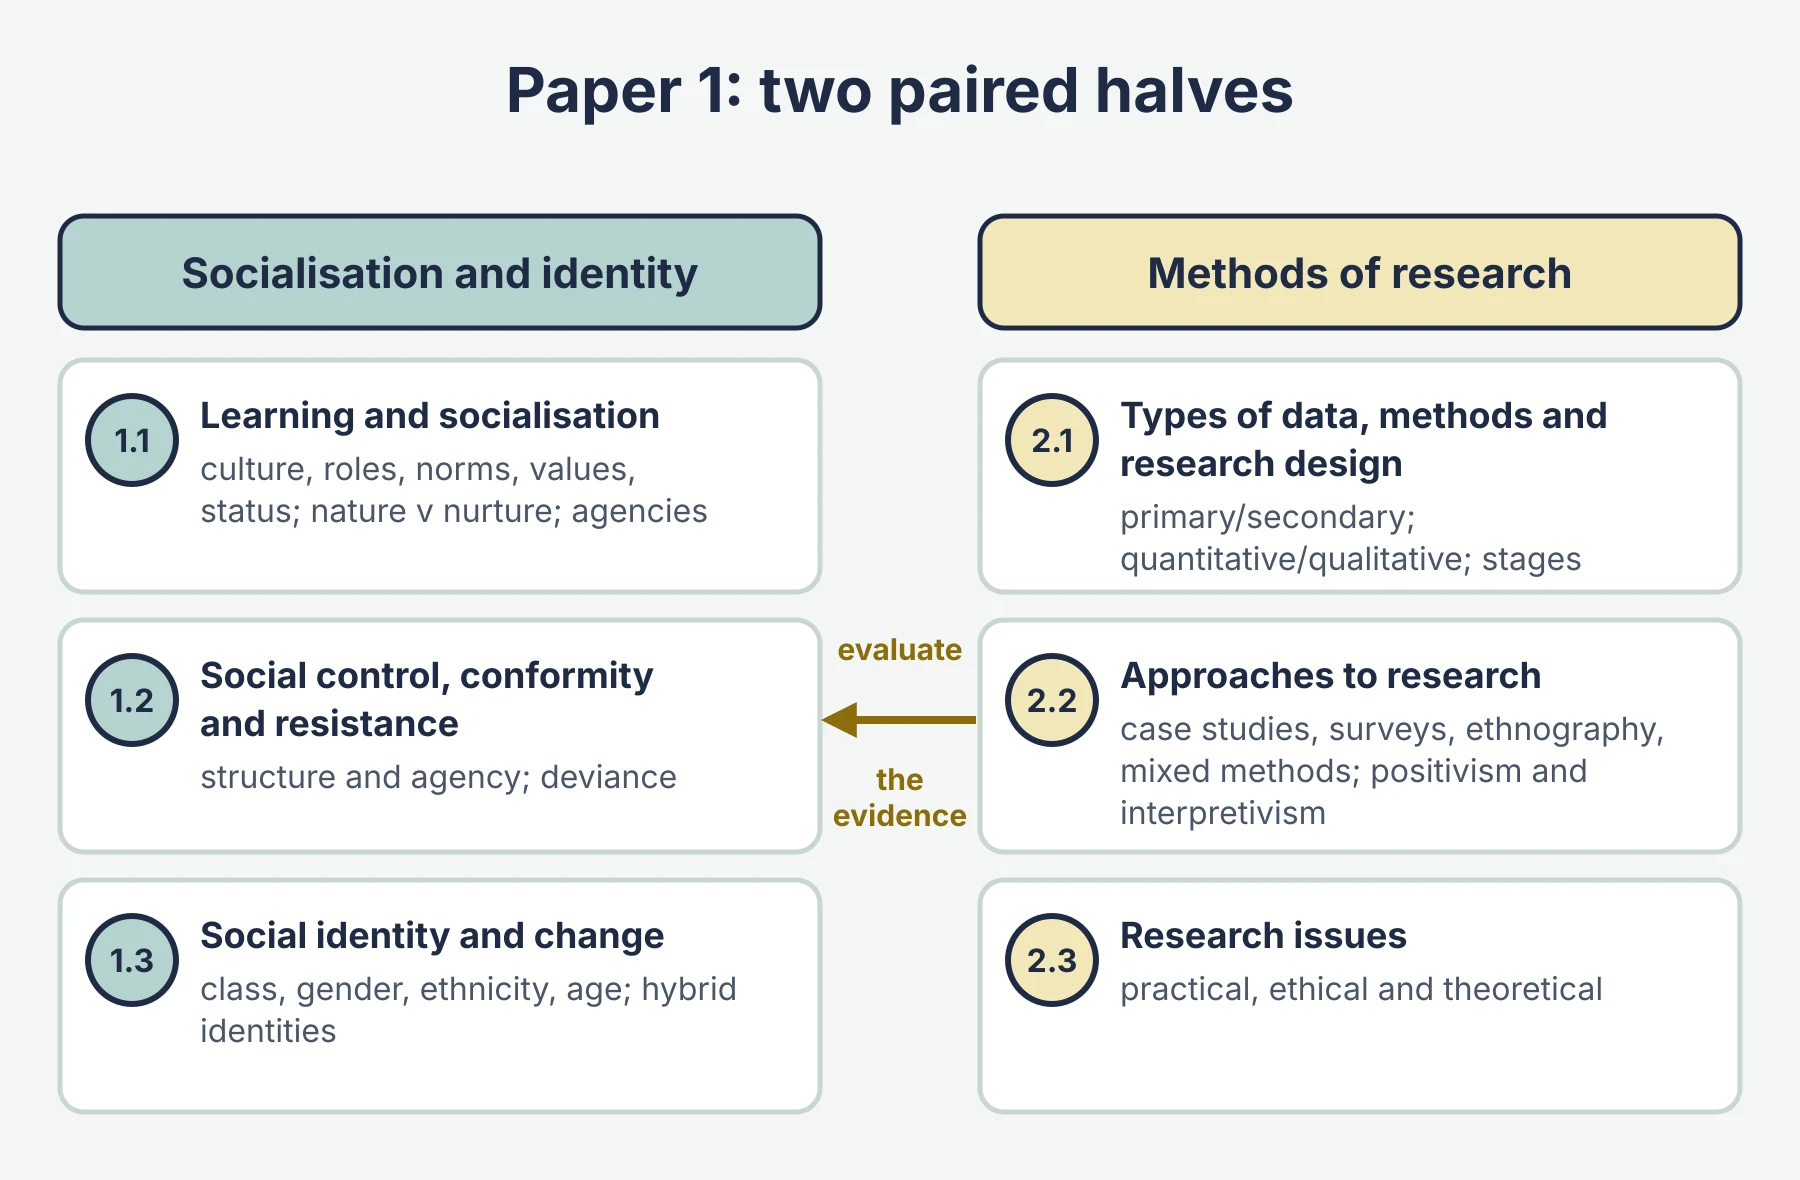 Paper 1: two paired halves
Socialisation and identity
1.1
Learning and socialisation
culture, roles, norms, values,
status; nature v nurture; agencies
1.2
Social control, conformity
and resistance
structure and agency; deviance
1.3
Social identity and change
class, gender, ethnicity, age; hybrid
identities
evaluate
the
evidence
Methods of research
2.1
Types of data, methods and
research design
primary/secondary;
quantitative/qualitative; stages
2.2
Approaches to research
case studies, surveys, ethnography,
mixed methods; positivism and
interpretivism
2.3
Research issues
practical, ethical and theoretical